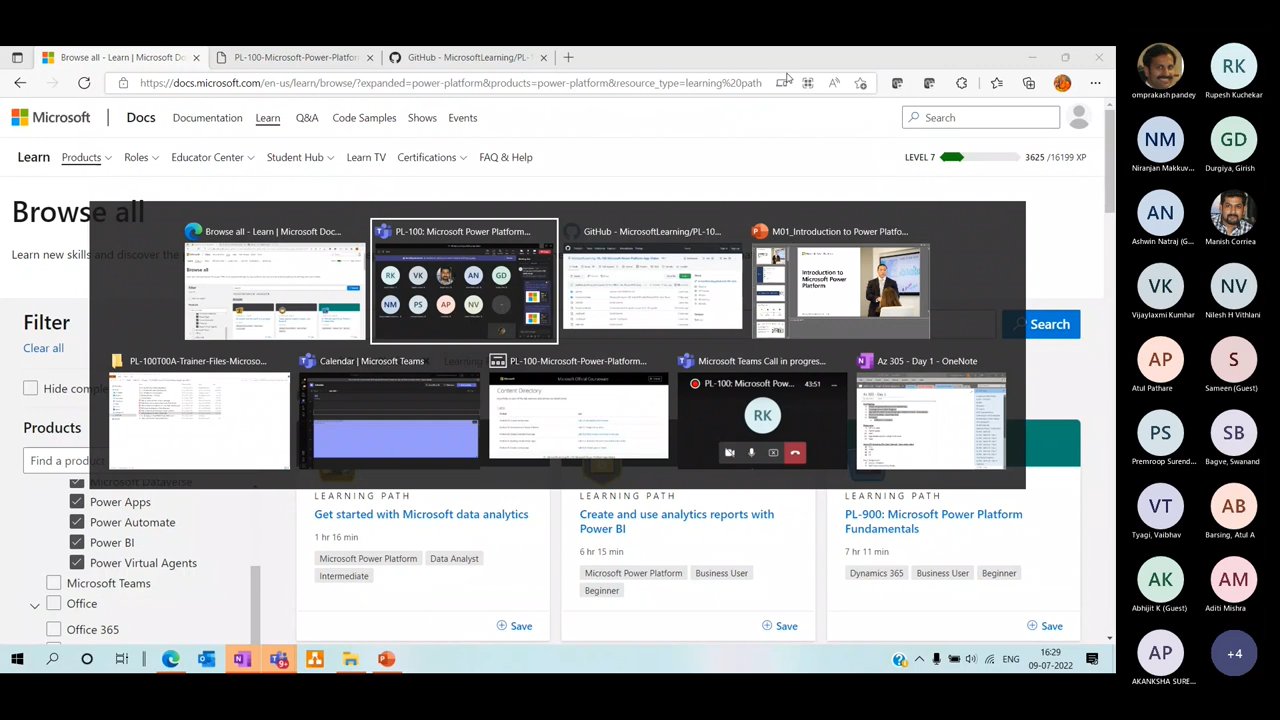 Browse all - Learn | Microsoft Do
PL-100-Microsoft-Power-Platfor
GitHub - MicrosoftLearning/PL-
https://docs.microsoft.com/en-us/learn/browse/?expanded=power-platform&products=power-platform&resource_type=learning%20path
Microsoft
Docs
Documentation
Learn
Q&A
Code Samples
Shows
Events
Search
Learn
Products
Roles
Educator Center
Student Hub
Learn TV
Certifications
FAQ & Help
LEVEL 7
3625 /16199 XP
Browse all
Learn new skills and discover the
Browse all - Learn | Microsoft Doc...
PL-100: Microsoft Power Platform...
GitHub - MicrosoftLearning/PL-10...
M01_Introduction to Power Platfo...
RK
AN
GD
NM
PS
AP
NV
Introduction to
Microsoft Power
Platform
Filter
Clear all
Search
PL-100T00A-Trainer-Files-Microso...
Calendar | Microsoft Teams
PL-100-Microsoft-Power-Platform...
Microsoft Teams Call in progres...
Az 305 - Day 1 - OneNote
Content Directory
PL-100: Microsoft Pow...
43:51
RK
Hide comple
Products
Find a produ
Power Apps
Power Automate
Power BI
Power Virtual Agents
Microsoft Teams
Office
Office 365
LEARNING PATH
Get started with Microsoft data analytics
1 hr 16 min
Microsoft Power Platform
Data Analyst
Intermediate
Save
LEARNING PATH
Create and use analytics reports with
Power BI
6 hr 15 min
Microsoft Power Platform
Business User
Beginner
Save
LEARNING PATH
PL-900: Microsoft Power Platform
Fundamentals
7 hr 11 min
Dynamics 365
Business User
Beginner
Save
ENG
16:29
09-07-2022
omprakash pandey
RK
Rupesh Kuchekar
NM
Niranjan Makkuv...
GD
Durgiya, Girish
AN
Ashwin Natraj (G...
Manish Corriea
VK
Vijaylaxmi Kumhar
NV
Nilesh H Vithlani
AP
Atul Pathare
S
Sameen (Guest)
PS
Premroop Surend...
SB
Bagve, Swanand
VT
Tyagi, Vaibhav
AB
Barsing, Atul A
AK
Abhijit K (Guest)
AM
Aditi Mishra
AP
AKANKSHA SURE...
+4